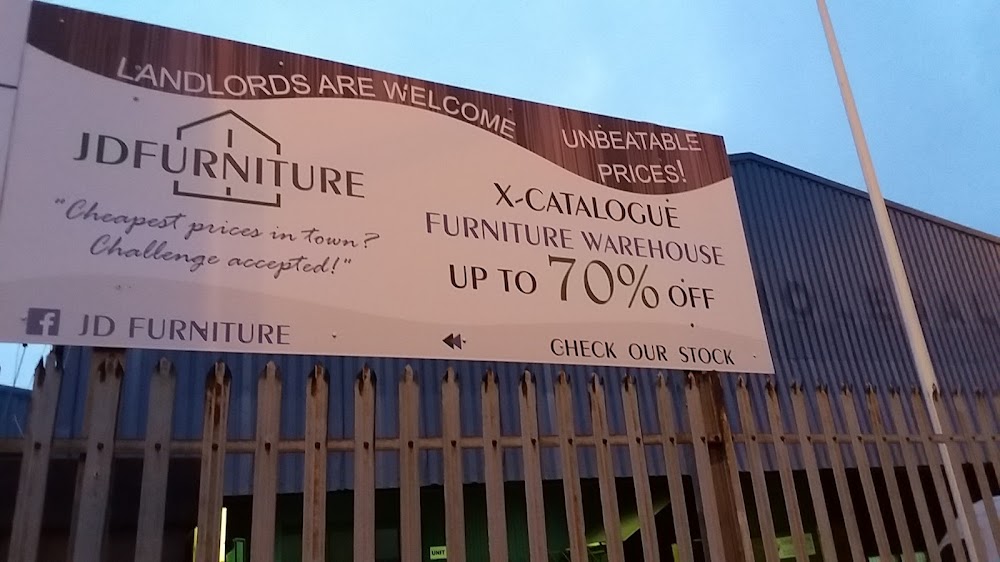 LANDLORDS ARE WELCOME
UNBEATABLE
PRICES!
JDFURNITURE
"Cheapest prices in town?
Challenge accepted!"
X-CATALOGUE
FURNITURE WAREHOUSE
UP TO 70% OFF
f JD FURNITURE
CHECK OUR STOCK
UNIT